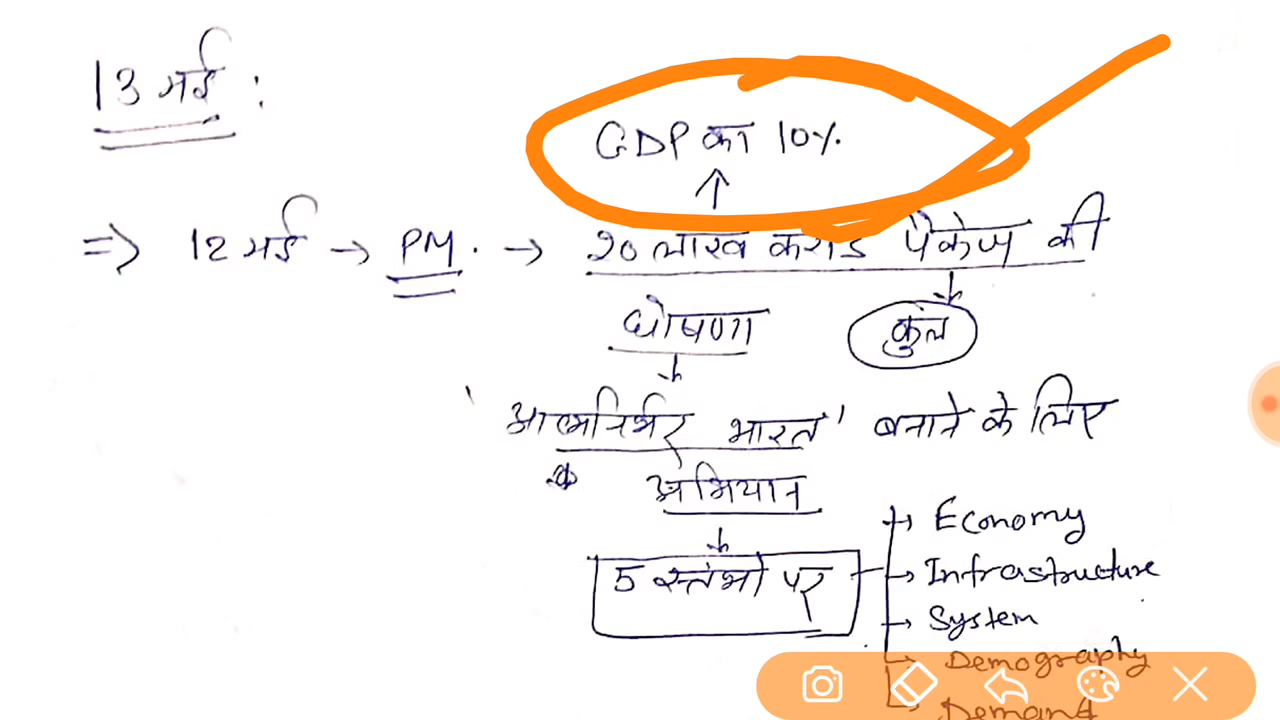 13 मई :
GDP का 10%
⇒ 12 मई → PM. → 20 लाख करोड पैकेज की
घोषणा
कुल
'आत्मनिर्भर भारत' बनाने के लिए
अभियान
5 स्तंभो पर
→ Economy
→ Infrastructure
→ System
→ Demography
→ Demand